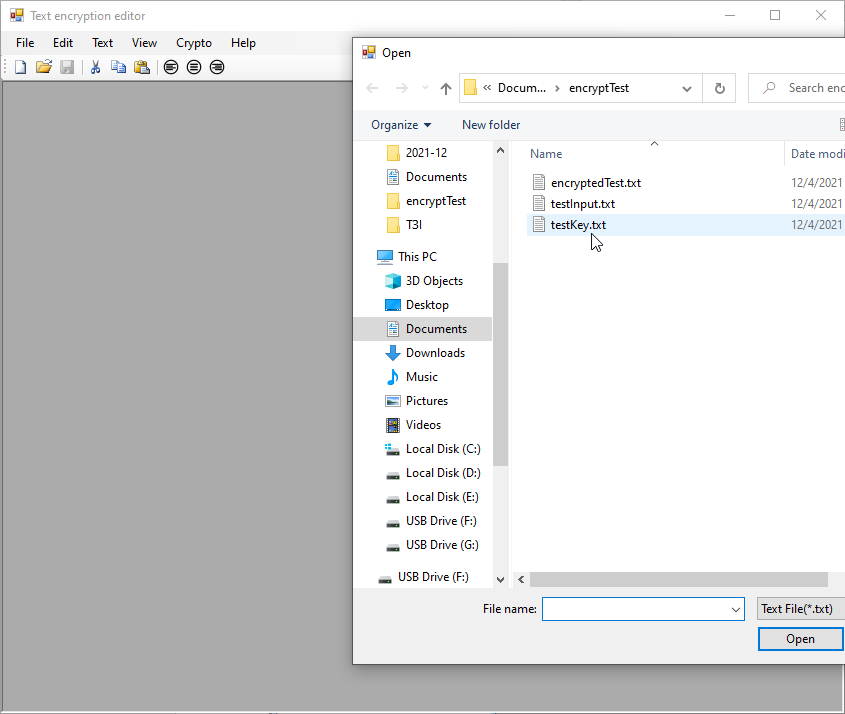 Text encryption editor
File Edit Text View Crypto Help
Open
« Docum... › encryptTest
Search enc
Organize New folder
2021-12
Documents
encryptTest
T3I
This PC
3D Objects
Desktop
Documents
Downloads
Music
Pictures
Videos
Local Disk (C:)
Local Disk (D:)
Local Disk (E:)
USB Drive (F:)
USB Drive (G:)
USB Drive (F:)
Name Date modi
encryptedTest.txt 12/4/2021
testInput.txt 12/4/2021
testKey.txt 12/4/2021
File name: Text File(*.txt)
Open